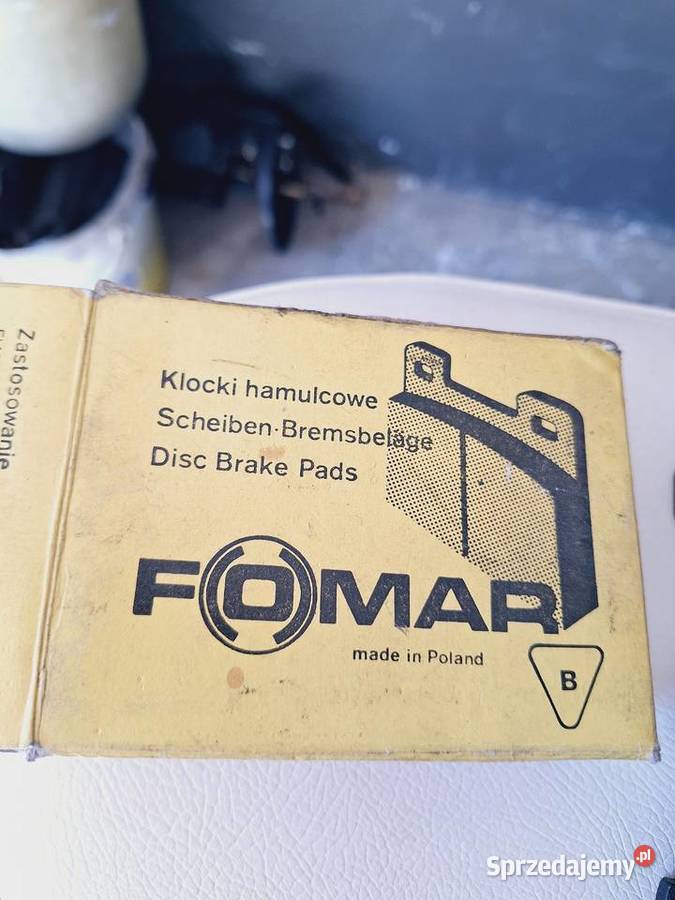 Zastosowanie
Klocki hamulcowe
Scheiben·Bremsbeläge
Disc Brake Pads
FOMAR
made in Poland
B
Sprzedajemy.pl